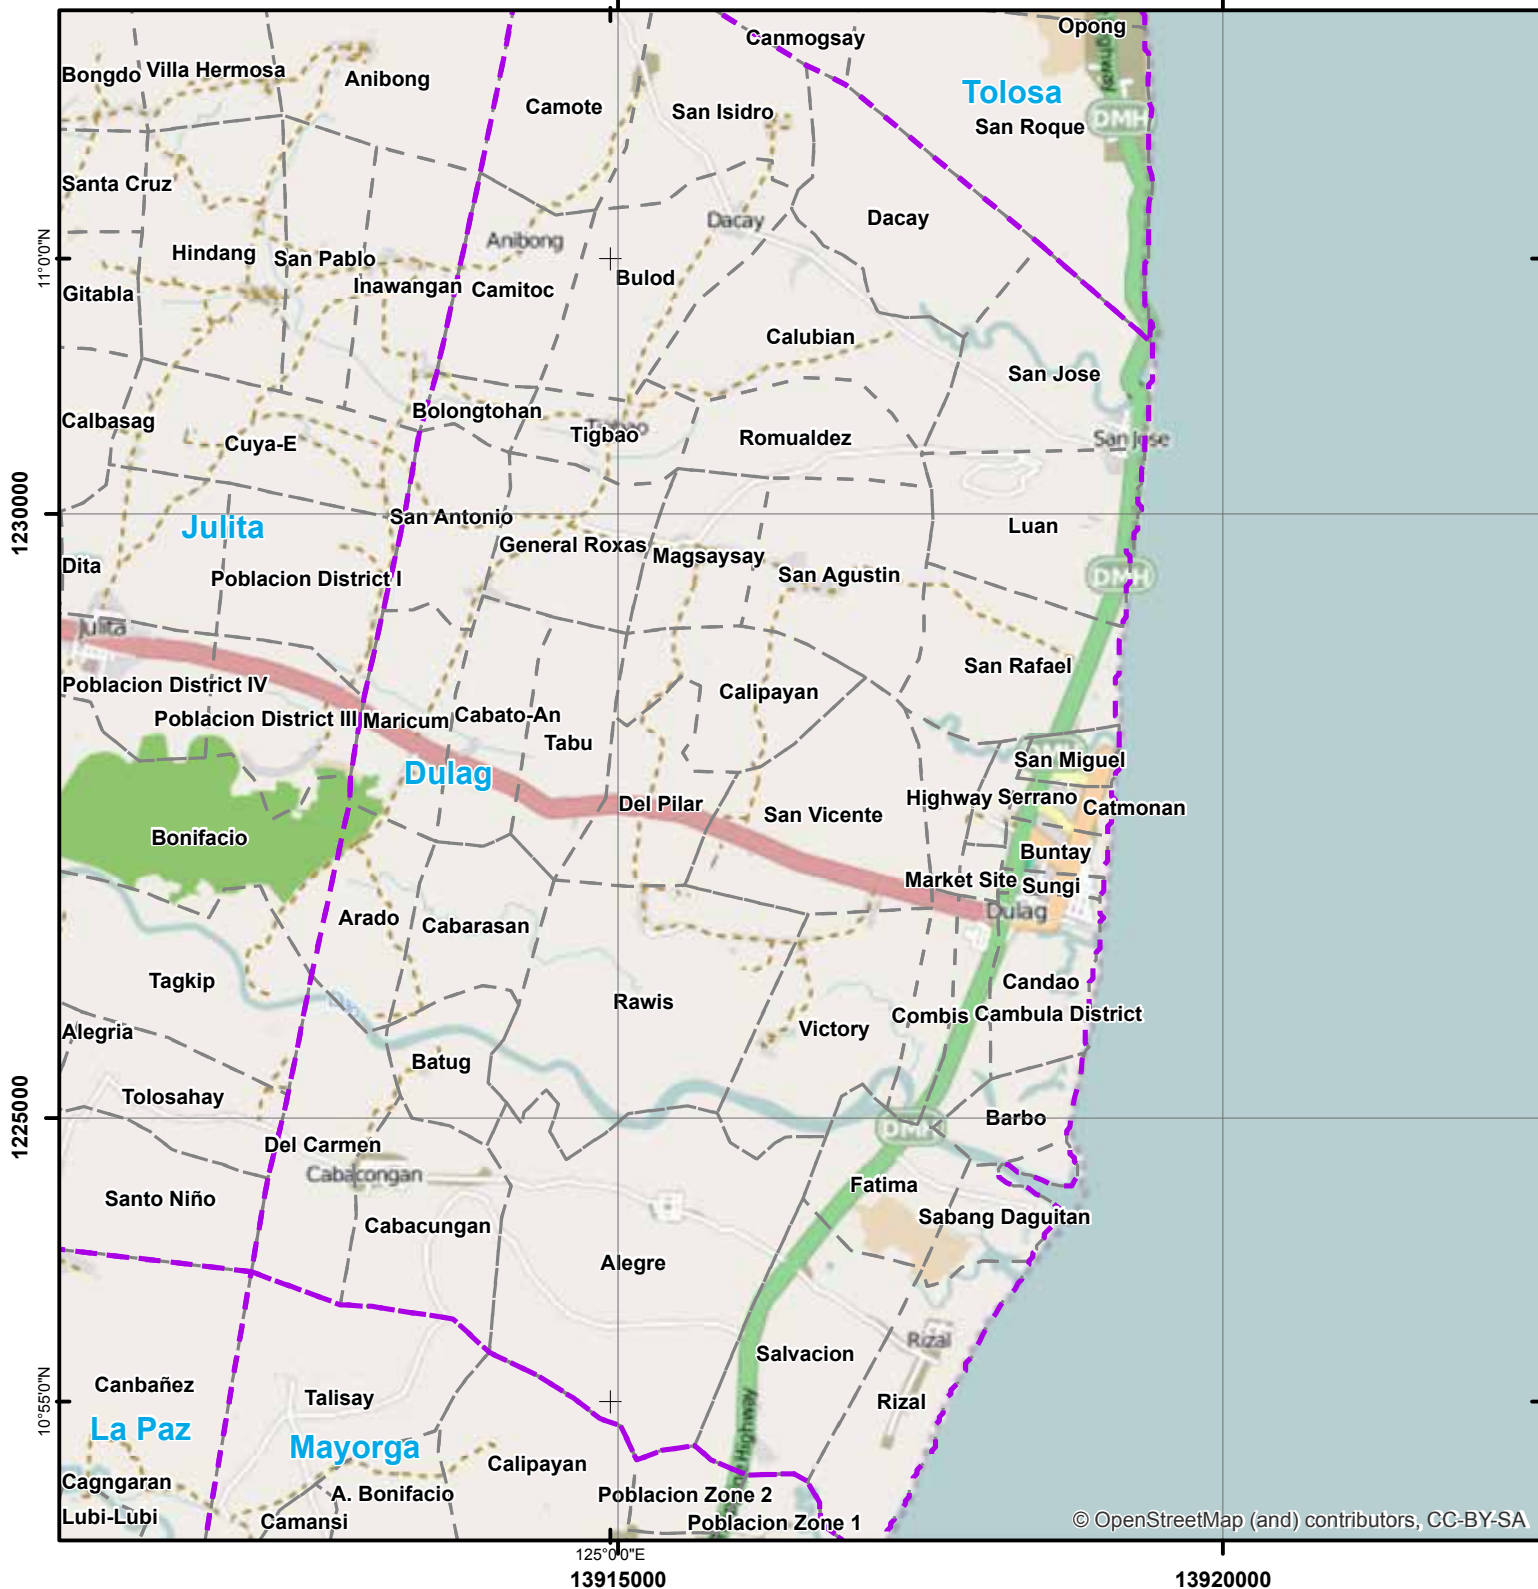 Opong
Canmogsay
Highway
Bongdo
Villa Hermosa
Anibong
Tolosa
Camote
San Isidro
DMH
San Roque
Santa Cruz
Dacay
Dacay
Anibong
Hindang
San Pablo
11°0'0"N
Bulod
Inawangan
Camitoc
Gitabla
Calubian
San Jose
Bolongtohan
Calbasag
Tigbao
Tigbao
Romualdez
San Jose
Cuya-E
1230000
San Antonio
Julita
Luan
General Roxas
Magsaysay
Dita
San Agustin
DMH
Poblacion District I
Julita
San Rafael
Poblacion District IV
Calipayan
Poblacion District III
Maricum
Cabato-An
Tabu
DMH
San Miguel
Dulag
Highway
Serrano
Del Pilar
Catmonan
San Vicente
Bonifacio
Buntay
Market Site
Sungi
Dulag
Arado
Cabarasan
Tagkip
Candao
Rawis
Combis
Cambula District
Victory
Alegria
Batug
Tolosahay
1225000
Barbo
DMH
Del Carmen
Cabacongan
Fatima
Santo Niño
Sabang Daguitan
Cabacungan
Alegre
Rizal
Salvacion
Canbañez
Talisay
10°55'0"N
Rizal
La Paz
Highway
Mayorga
Calipayan
Cagngaran
A. Bonifacio
Poblacion Zone 2
Lubi-Lubi
Camansi
Poblacion Zone 1
© OpenStreetMap (and) contributors, CC-BY-SA
125°0'0"E
13915000
13920000